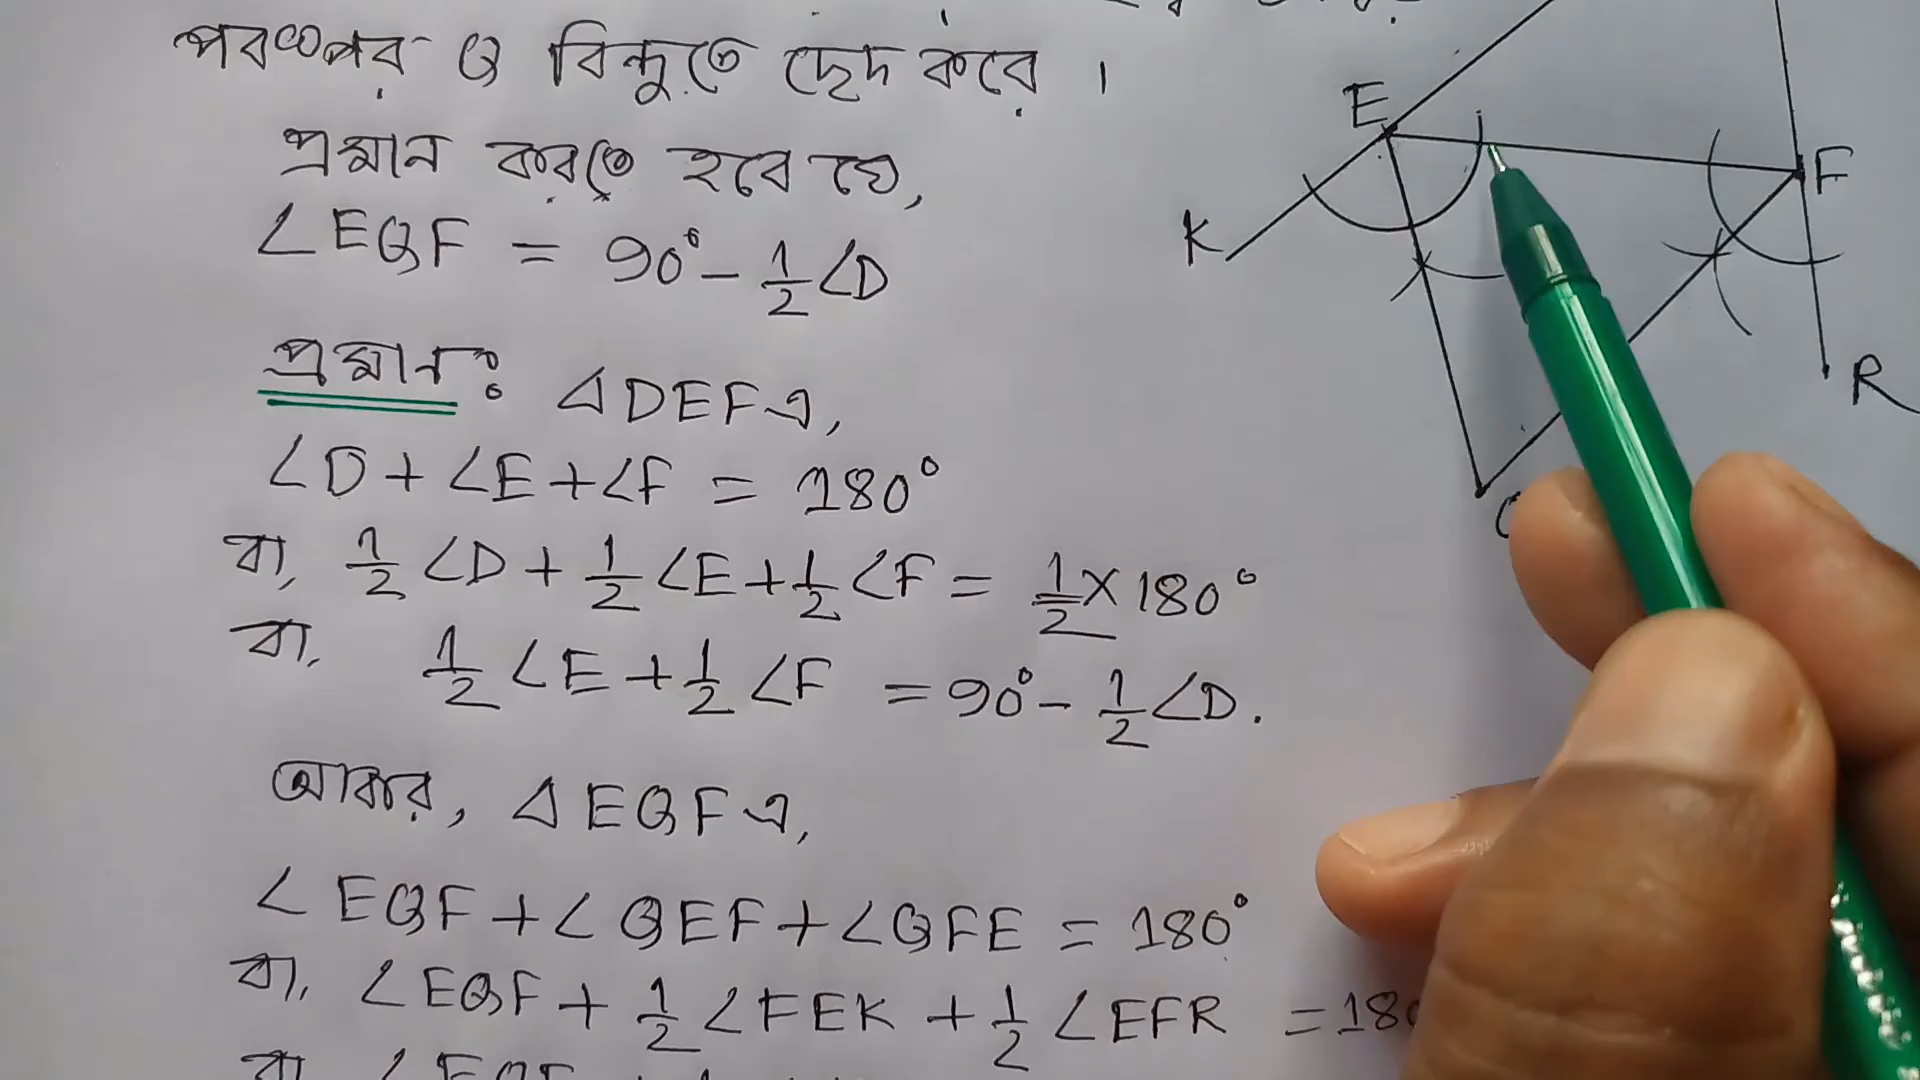 পরস্পর Q বিন্দুতে ছেদ করে ।
প্রমান করতে হবে যে,
∠EQF = 90° - 1/2 ∠D
প্রমান: ΔDEF এ,
∠D + ∠E + ∠F = 180°
বা, 1/2 ∠D + 1/2 ∠E + 1/2 ∠F = 1/2 × 180°
বা, 1/2 ∠E + 1/2 ∠F = 90° - 1/2 ∠D.
আবার, ΔEQF এ,
∠EQF + ∠QEF + ∠QFE = 180°
বা, ∠EQF + 1/2 ∠FEK + 1/2 ∠EFR = 180
বা ∠EQF
E
F
K
R